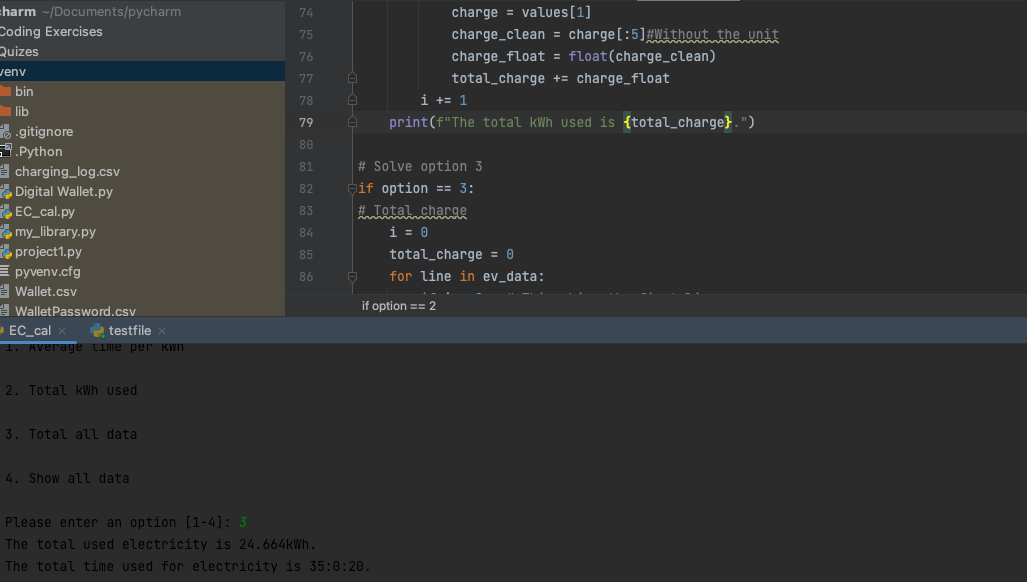 charm ~/Documents/pycharm
Coding Exercises
Quizes
venv
bin
lib
.gitignore
.Python
charging_log.csv
Digital Wallet.py
EC_cal.py
my_library.py
project1.py
pyvenv.cfg
Wallet.csv
WalletPassword.csv
74 charge = values[1]
75 charge_clean = charge[:5]#Without the unit
76 charge_float = float(charge_clean)
77 total_charge += charge_float
78 i += 1
79 print(f"The total kWh used is {total_charge}.")
80
81 # Solve option 3
82 if option == 3:
83 # Total charge
84 i = 0
85 total_charge = 0
86 for line in ev_data:
if option == 2
EC_cal
testfile
1. Average time per kWh
2. Total kWh used
3. Total all data
4. Show all data
Please enter an option [1-4]: 3
The total used electricity is 24.664kWh.
The total time used for electricity is 35:0:20.